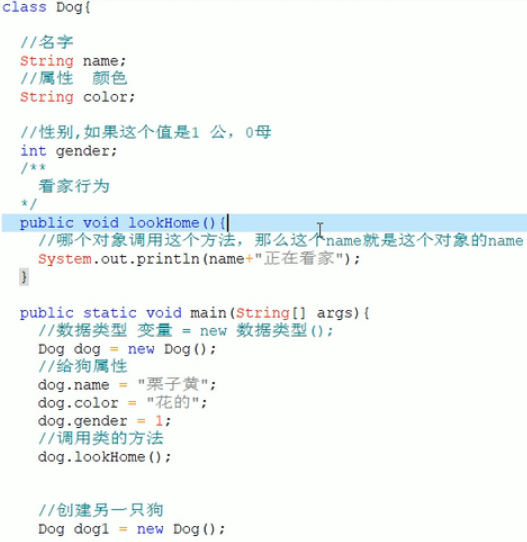 class Dog{
//名字
String name;
//属性 颜色
String color;
//性别,如果这个值是1 公，0母
int gender;
/**
看家行为
*/
public void lookHome(){
//哪个对象调用这个方法，那么这个name就是这个对象的name
System.out.println(name+"正在看家");
}
public static void main(String[] args){
//数据类型 变量 = new 数据类型();
Dog dog = new Dog();
//给狗属性
dog.name = "栗子黄";
dog.color = "花的";
dog.gender = 1;
//调用类的方法
dog.lookHome();
//创建另一只狗
Dog dog1 = new Dog();